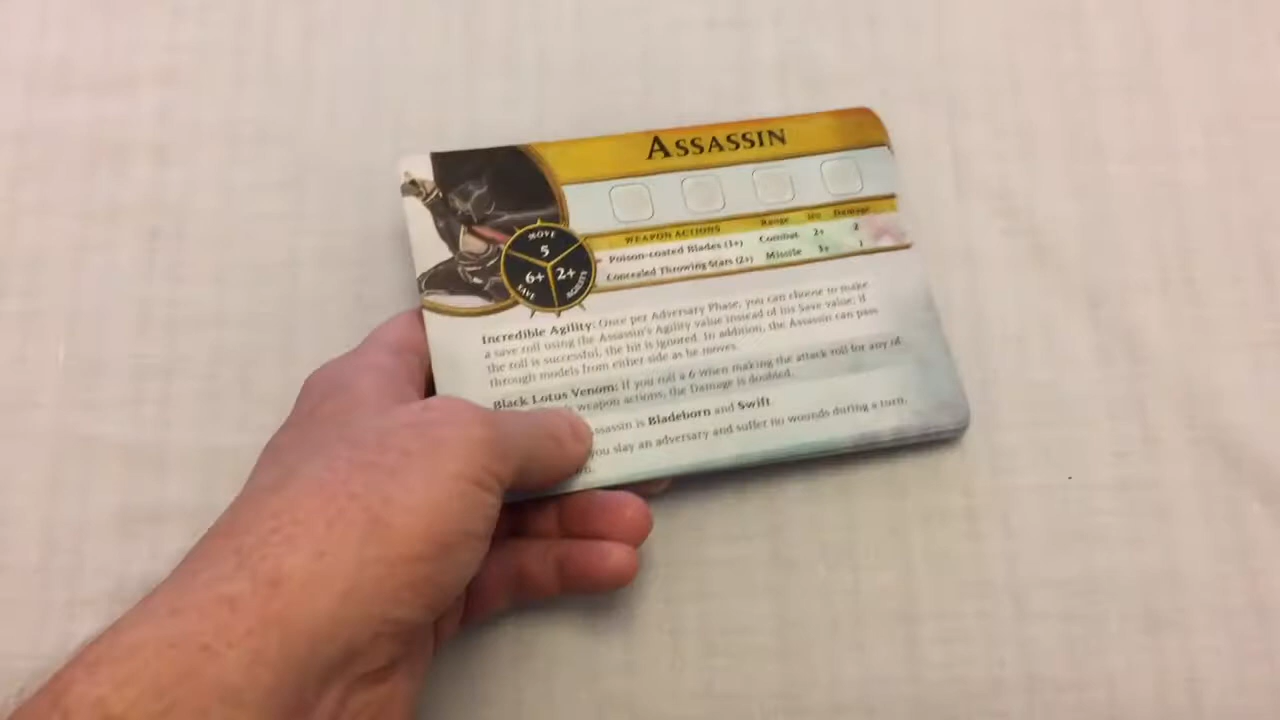 ASSASSIN
WEAPON ACTIONS Range Hit Damage
Poison-coated Blades (3+) Combat 2+ 2
Concealed Throwing Stars (2+) Missile 3+ 1
MOVE
5
6+ 2+
SAVE AGILITY
Incredible Agility: Once per Adversary Phase, you can choose to make
a save roll using the Assassin's Agility value instead of his Save value; if
the roll is successful, the hit is ignored. In addition, the Assassin can pass
through models from either side as he moves.
Black Lotus Venom: If you roll a 6 when making the attack roll for any of
weapon actions, the Damage is doubled.
Assassin is Bladeborn and Swift.
you slay an adversary and suffer no wounds during a turn,